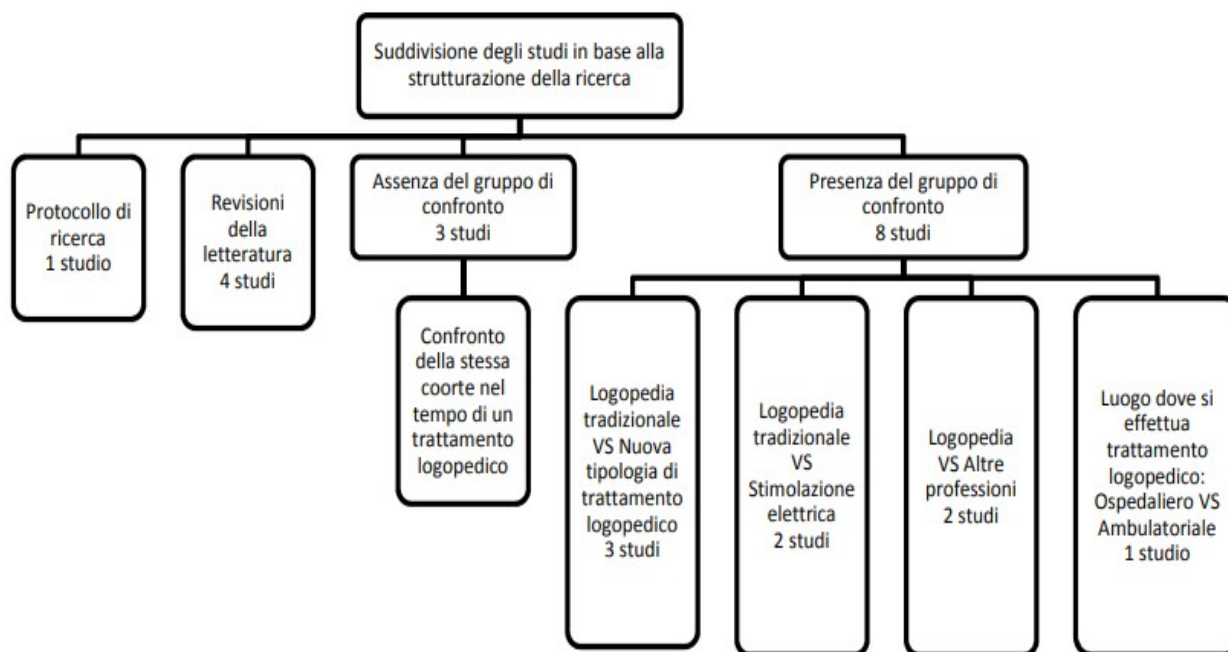 Suddivisione degli studi in base alla
strutturazione della ricerca
Protocollo di
ricerca
1 studio
Revisioni
della
letteratura
4 studi
Assenza del gruppo di
confronto
3 studi
Presenza del gruppo di
confronto
8 studi
Confronto
della stessa
coorte nel
tempo di un
trattamento
logopedico
Logopedia
tradizionale
VS Nuova
tipologia di
trattamento
logopedico
3 studi
Logopedia
tradizionale
VS
Stimolazione
elettrica
2 studi
Logopedia
VS Altre
professioni
2 studi
Luogo dove si
effettua
trattamento
logopedico:
Ospedaliero VS
Ambulatoriale
1 studio